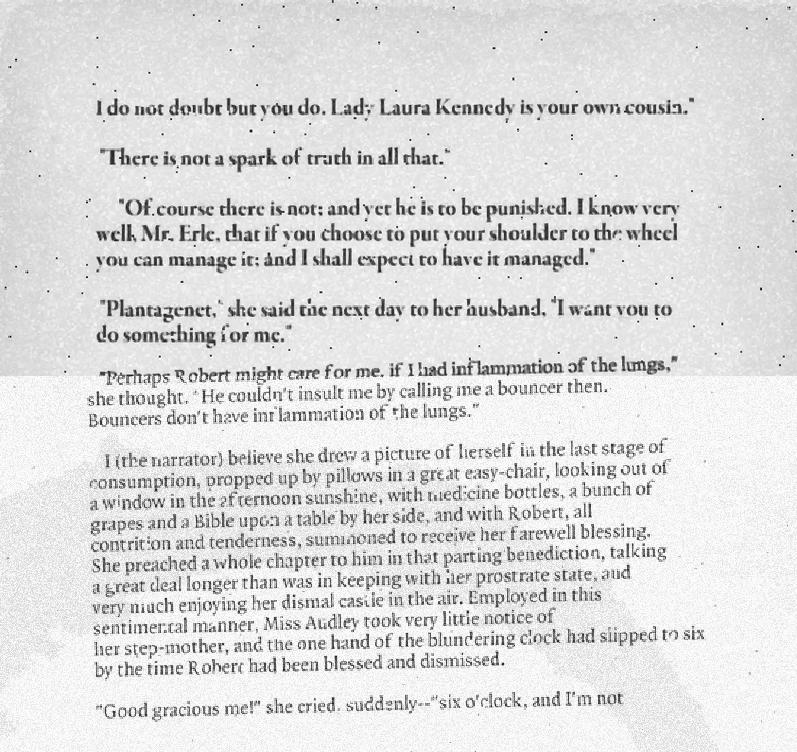 I do not doubt but you do. Lady Laura Kennedy is your own cousin."
"There is not a spark of truth in all that."
"Of course there is not; and yet he is to be punished. I know very
well, Mr. Erle, that if you choose to put your shoulder to the wheel
you can manage it; and I shall expect to have it managed."
"Plantagenet," she said the next day to her husband, "I want you to
do something for me."
"Perhaps Robert might care for me, if I had inflammation of the lungs,"
she thought. "He couldn't insult me by calling me a bouncer then.
Bouncers don't have inflammation of the lungs."
I (the narrator) believe she drew a picture of herself in the last stage of
consumption, propped up by pillows in a great easy-chair, looking out of
a window in the afternoon sunshine, with medicine bottles, a bunch of
grapes and a Bible upon a table by her side, and with Robert, all
contrition and tenderness, summoned to receive her farewell blessing.
She preached a whole chapter to him in that parting benediction, talking
a great deal longer than was in keeping with her prostrate state, and
very much enjoying her dismal castle in the air. Employed in this
sentimental manner, Miss Audley took very little notice of
her step-mother, and the one hand of the blundering clock had slipped to six
by the time Robert had been blessed and dismissed.
"Good gracious me!" she cried, suddenly--"six o'clock, and I'm not